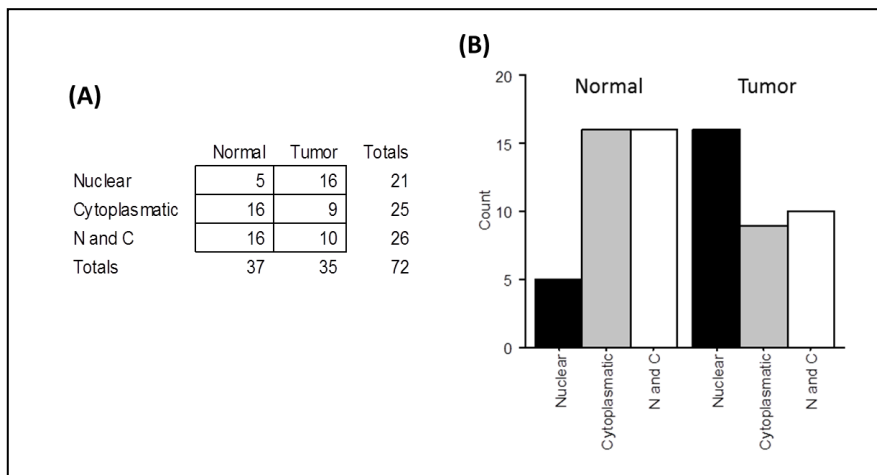 (A)
Normal Tumor Totals
Nuclear 5 16 21
Cytoplasmatic 16 9 25
N and C 16 10 26
Totals 37 35 72
(B)
Normal Tumor
20
15
10
5
0
Count
Nuclear
Cytoplasmatic
N and C
Nuclear
Cytoplasmatic
N and C